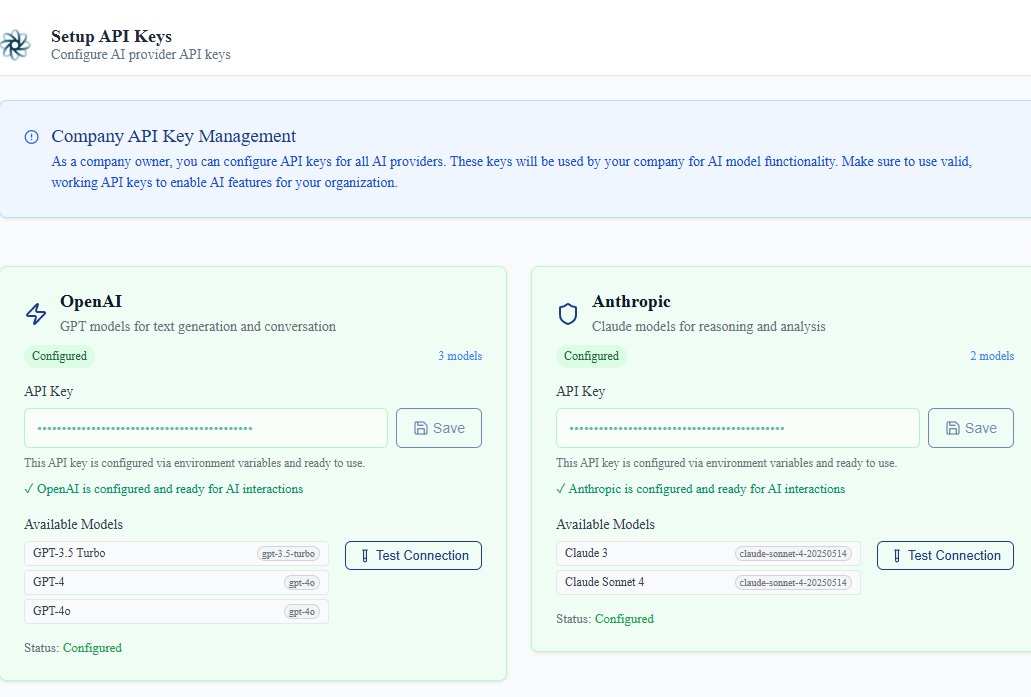 Setup API Keys
Configure AI provider API keys
Company API Key Management
As a company owner, you can configure API keys for all AI providers. These keys will be used by your company for AI model functionality. Make sure to use valid,
working API keys to enable AI features for your organization.
OpenAI
GPT models for text generation and conversation
Configured
3 models
API Key
Save
This API key is configured via environment variables and ready to use.
✓ OpenAI is configured and ready for AI interactions
Available Models
GPT-3.5 Turbo
gpt-3.5-turbo
Test Connection
GPT-4
gpt-4o
GPT-4o
gpt-4o
Status: Configured
Anthropic
Claude models for reasoning and analysis
Configured
2 models
API Key
Save
This API key is configured via environment variables and ready to use.
✓ Anthropic is configured and ready for AI interactions
Available Models
Claude 3
claude-sonnet-4-20250514
Test Connection
Claude Sonnet 4
claude-sonnet-4-20250514
Status: Configured